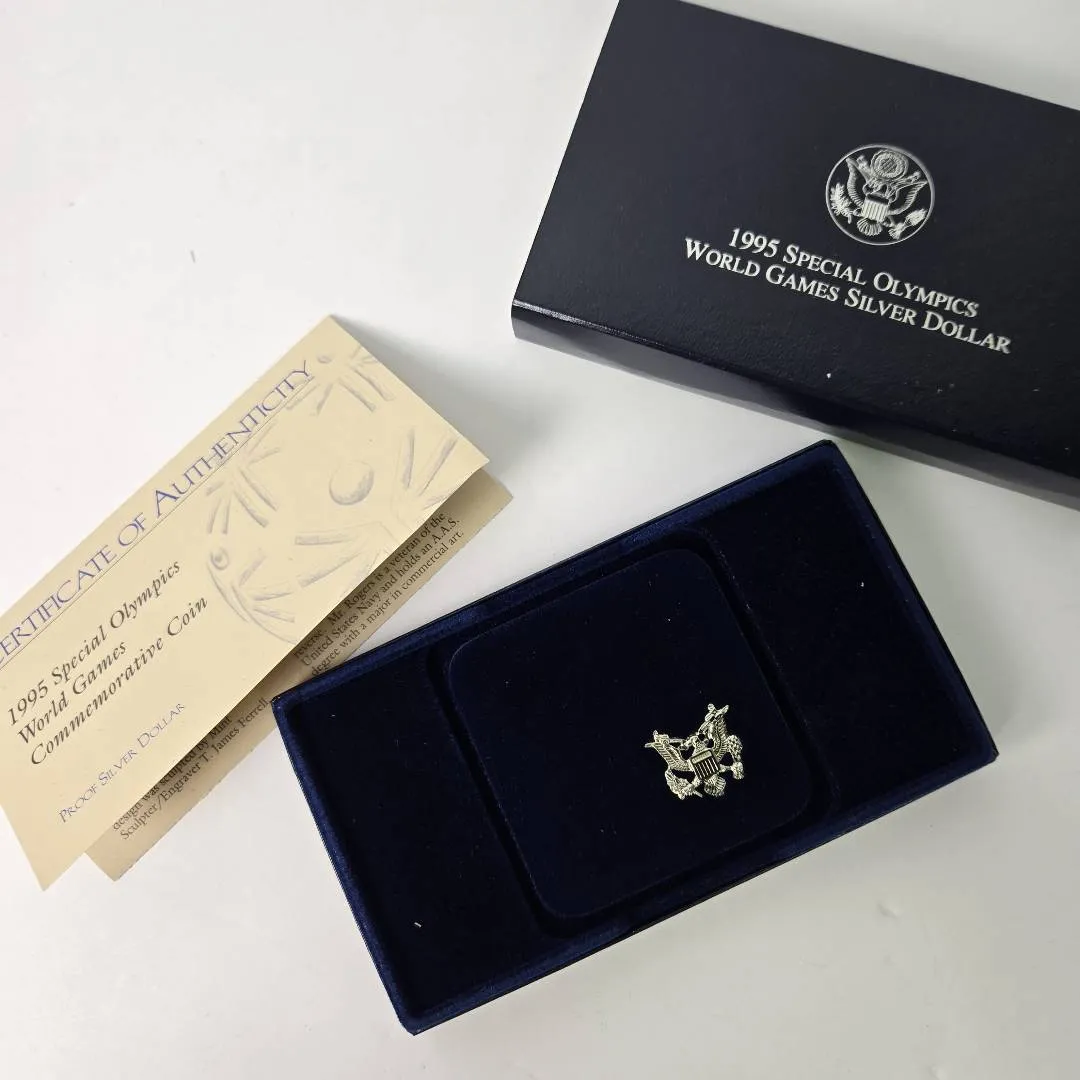 1995 SPECIAL OLYMPICS
WORLD GAMES SILVER DOLLAR
CERTIFICATE OF AUTHENTICITY
1995 Special Olympics
World Games
Commemorative Coin
PROOF SILVER DOLLAR
reverse. Mr. Rogers is a veteran of the
United States Navy and holds an A.A.S.
degree with a major in commercial art.
design was sculpted by Mint
Sculpter/Engraver T. James Ferrell.